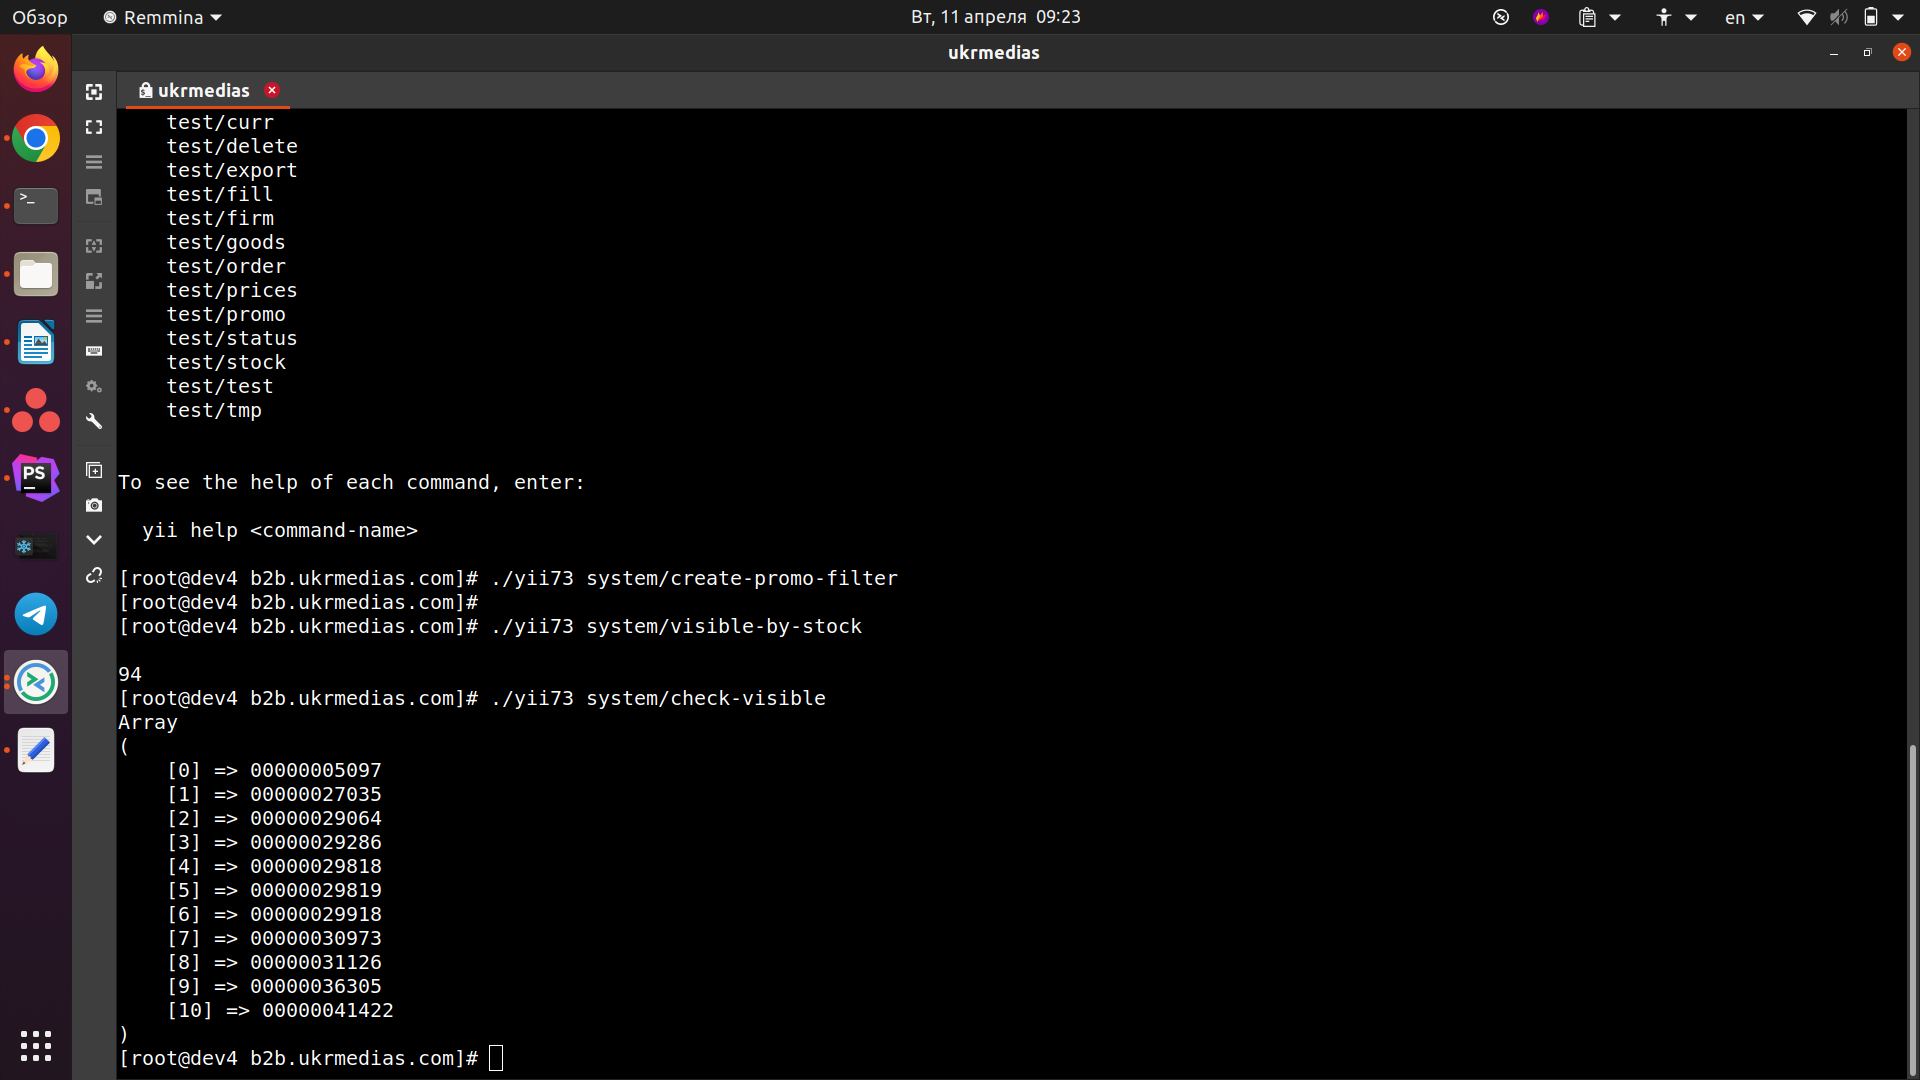 Обзор
Remmina
Вт, 11 апреля 09:23
en
ukrmedias
ukrmedias
test/curr
test/delete
test/export
test/fill
test/firm
test/goods
test/order
test/prices
test/promo
test/status
test/stock
test/test
test/tmp
To see the help of each command, enter:
yii help <command-name>
[root@dev4 b2b.ukrmedias.com]# ./yii73 system/create-promo-filter
[root@dev4 b2b.ukrmedias.com]#
[root@dev4 b2b.ukrmedias.com]# ./yii73 system/visible-by-stock
94
[root@dev4 b2b.ukrmedias.com]# ./yii73 system/check-visible
Array
(
[0] => 00000005097
[1] => 00000027035
[2] => 00000029064
[3] => 00000029286
[4] => 00000029818
[5] => 00000029819
[6] => 00000029918
[7] => 00000030973
[8] => 00000031126
[9] => 00000036305
[10] => 00000041422
)
[root@dev4 b2b.ukrmedias.com]#
PS